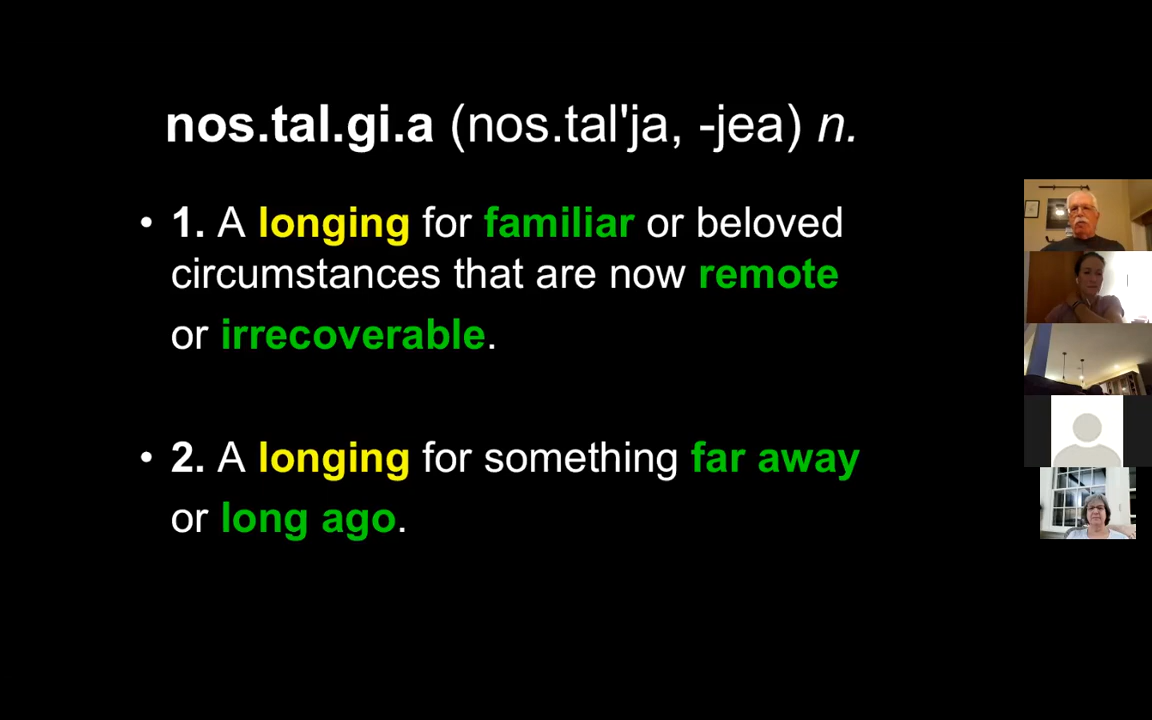 nos.tal.gi.a (nos.tal'ja, -jea) n.
• 1. A longing for familiar or beloved
circumstances that are now remote
or irrecoverable.
• 2. A longing for something far away
or long ago.